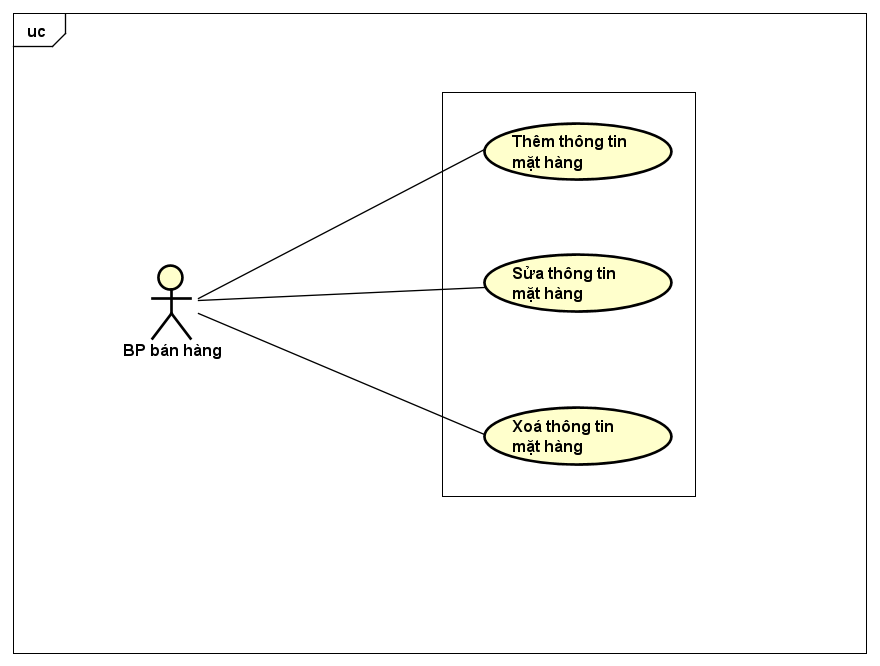 uc
Thêm thông tin
mặt hàng
Sửa thông tin
mặt hàng
BP bán hàng
Xoá thông tin
mặt hàng